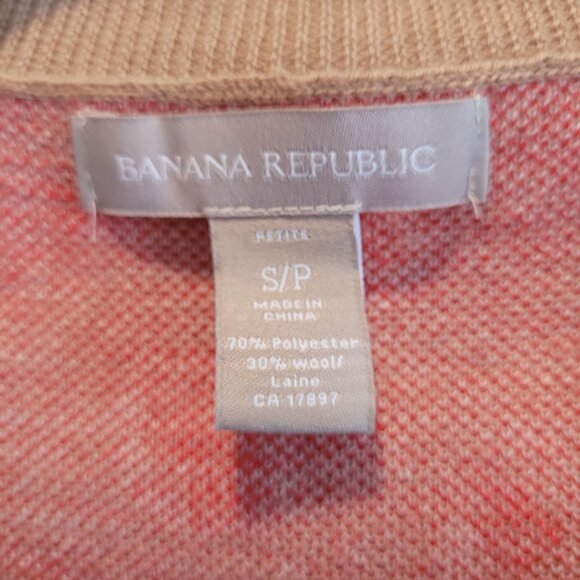 BANANA REPUBLIC
PETITE
S/P
MADE IN
CHINA
70% Polyester
30% wool/
Laine
CA 17897